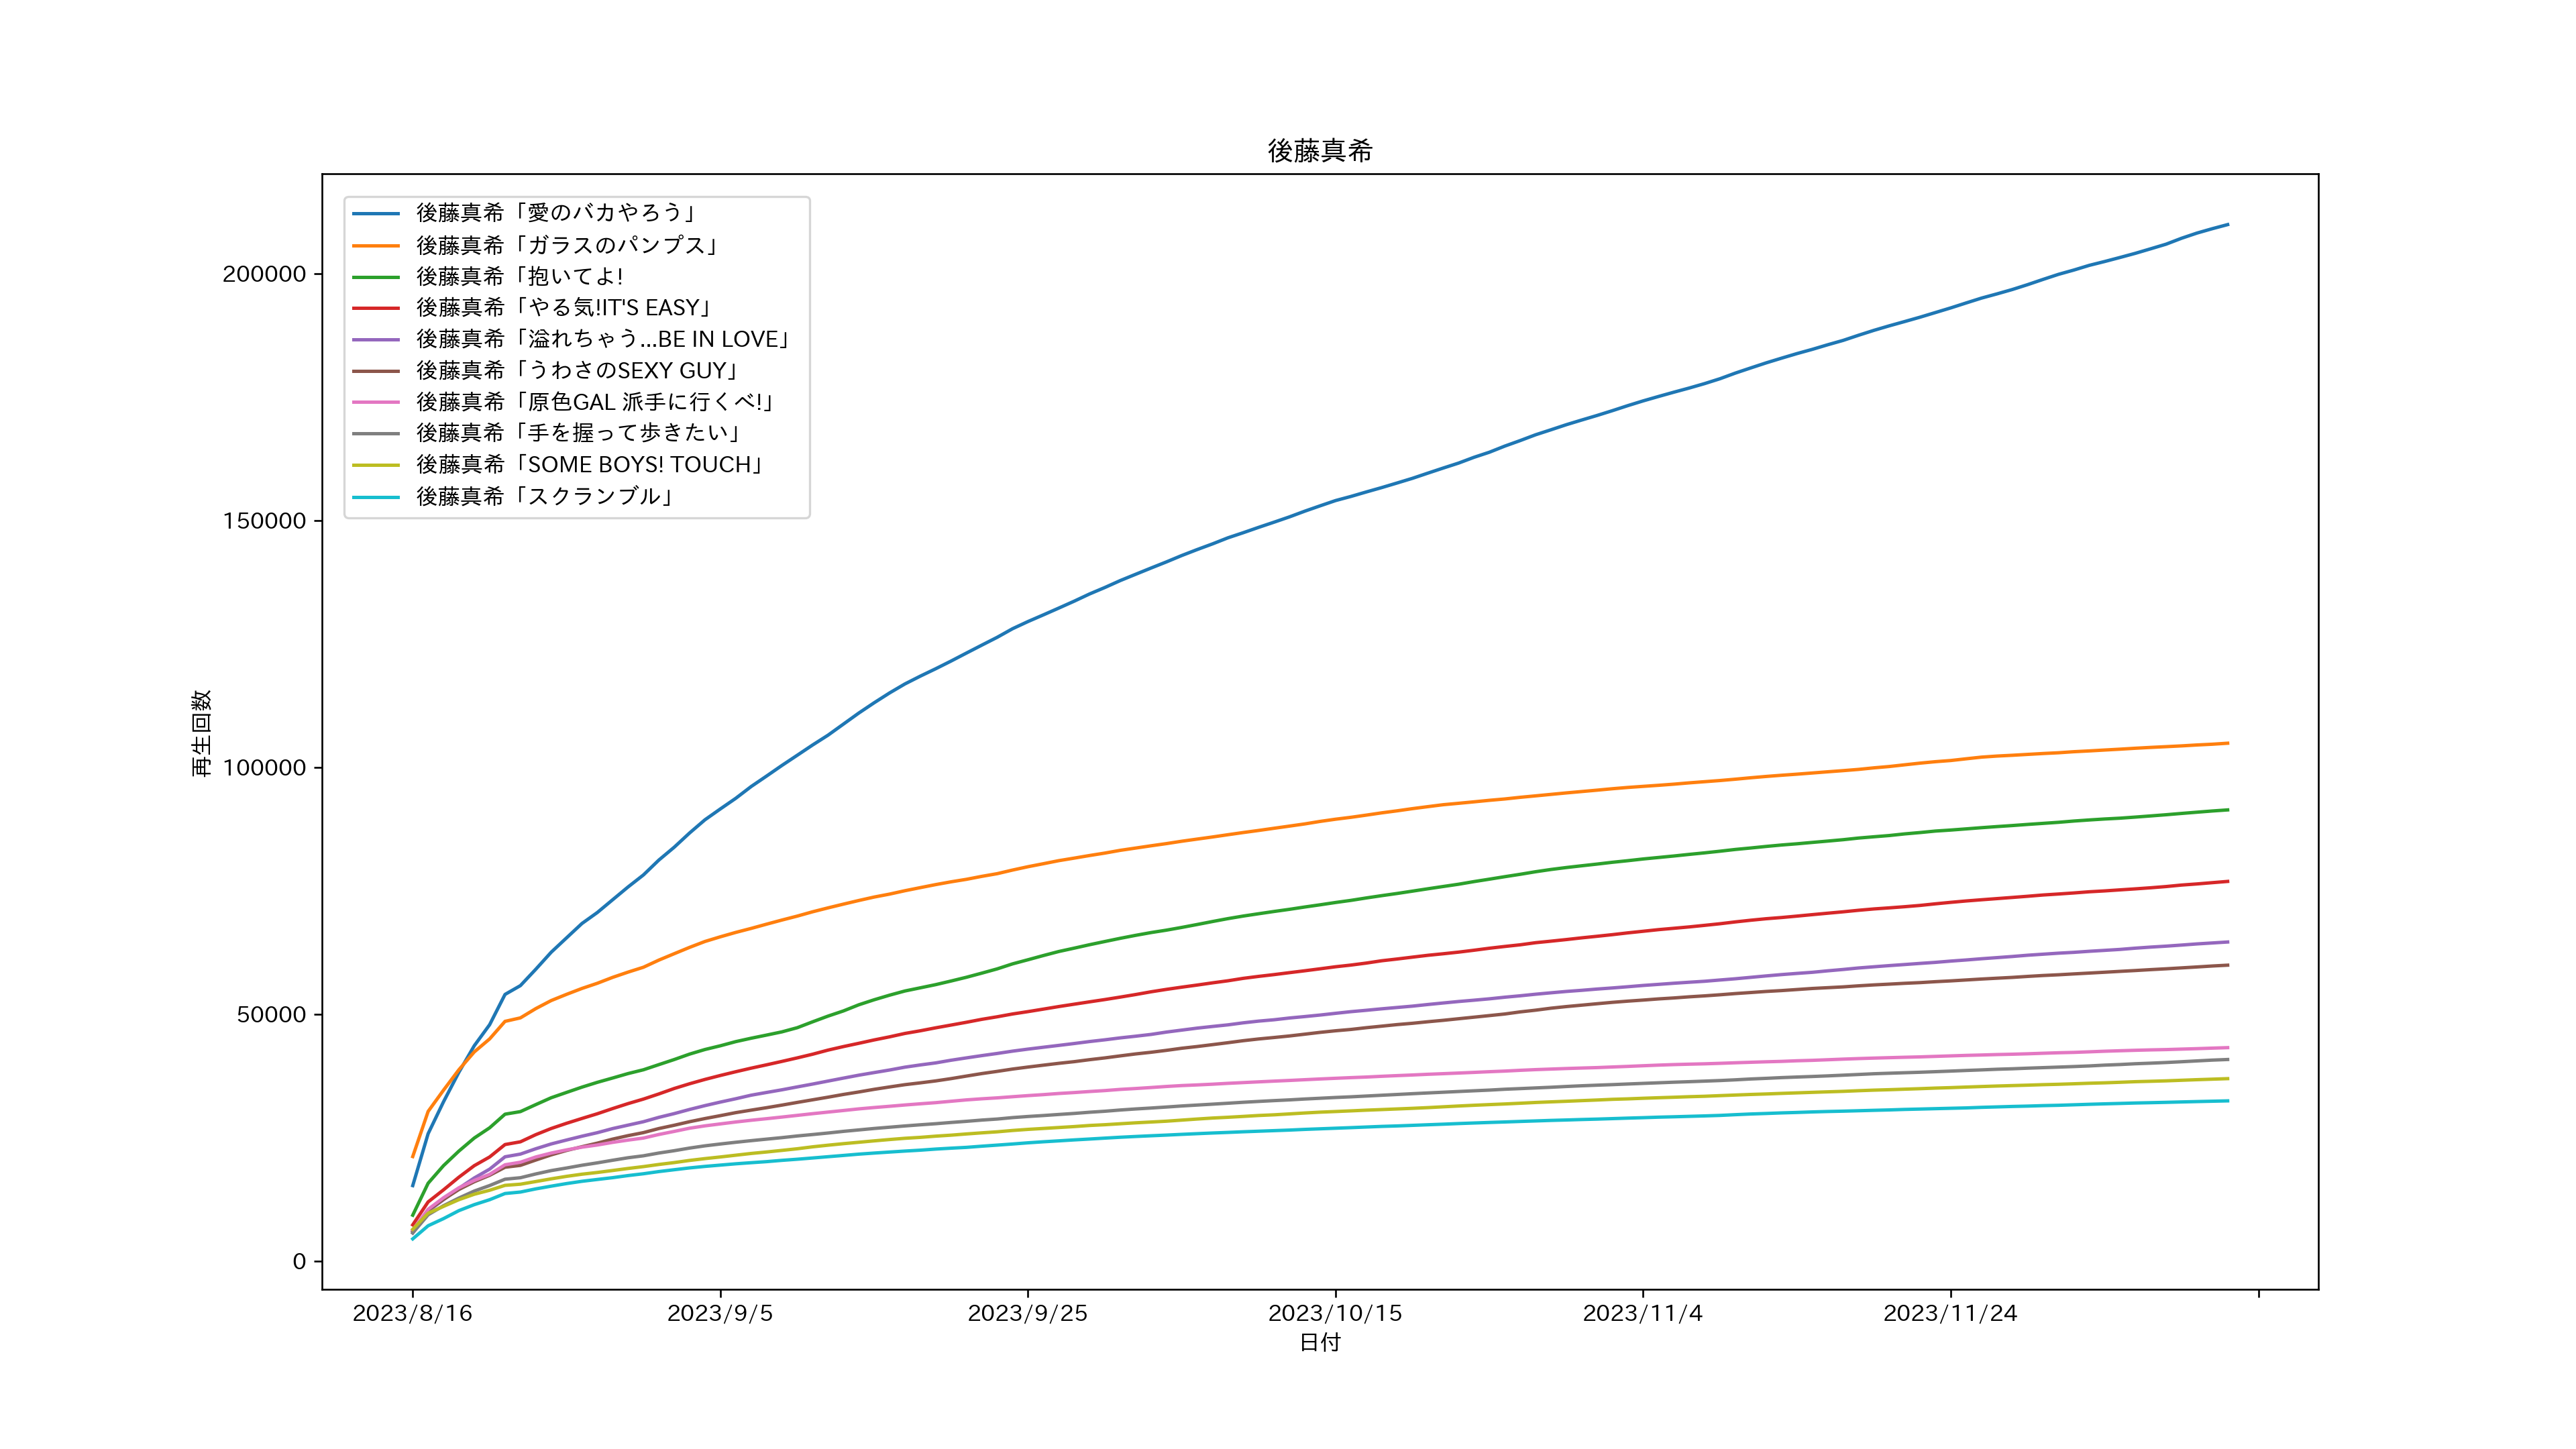 後藤真希
後藤真希「愛のバカやろう」
後藤真希「ガラスのパンプス」
後藤真希「抱いてよ!
後藤真希「やる気!IT'S EASY」
後藤真希「溢れちゃう...BE IN LOVE」
後藤真希「うわさのSEXY GUY」
後藤真希「原色GAL 派手に行くべ!」
後藤真希「手を握って歩きたい」
後藤真希「SOME BOYS! TOUCH」
後藤真希「スクランブル」
200000
150000
100000
50000
0
再生回数
2023/8/16
2023/9/5
2023/9/25
2023/10/15
2023/11/4
2023/11/24
日付